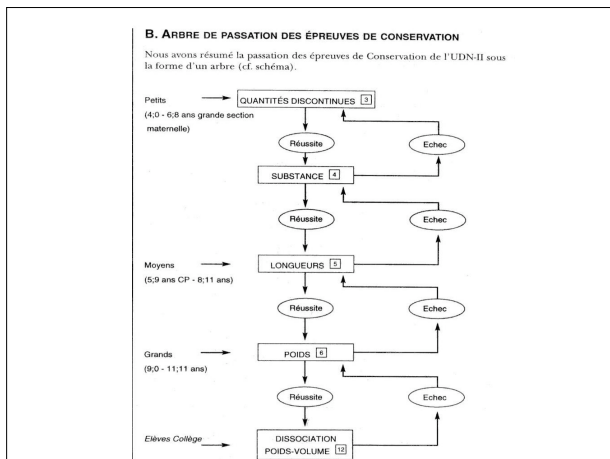 B. ARBRE DE PASSATION DES ÉPREUVES DE CONSERVATION
Nous avons résumé la passation des épreuves de Conservation de l'UDN-II sous
la forme d'un arbre (cf. schéma).
Petits
QUANTITÉS DISCONTINUES 3
(4;0 - 6;8 ans grande section
maternelle)
Réussite
Echec
SUBSTANCE 4
Réussite
Echec
Moyens
LONGUEURS 5
(5;9 ans CP - 8;11 ans)
Réussite
Echec
Grands
POIDS 6
(9;0 - 11;11 ans)
Réussite
Echec
Elèves Collège
DISSOCIATION
POIDS-VOLUME 12